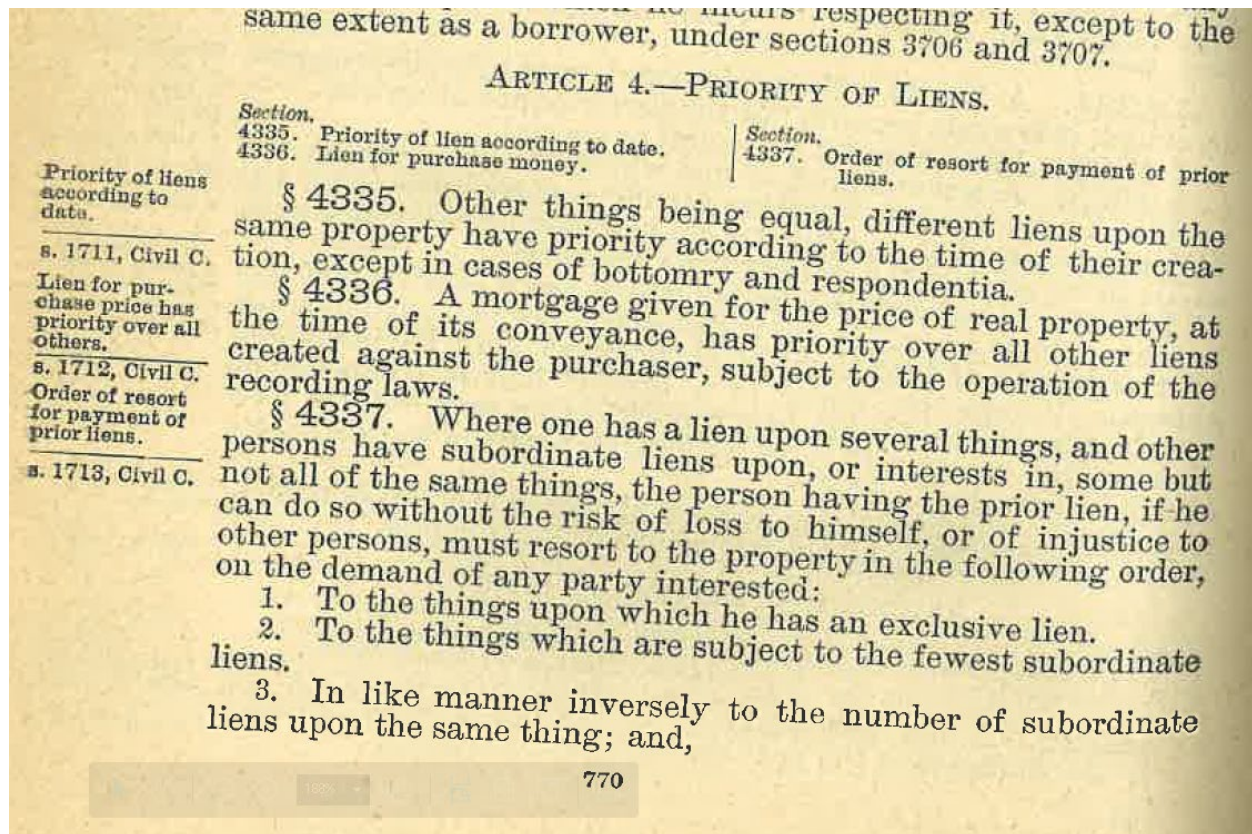 he incurs respecting it, except to the
same extent as a borrower, under sections 3706 and 3707.
ARTICLE 4.—PRIORITY OF LIENS.
Section.
4335. Priority of lien according to date.
4336. Lien for purchase money.
Section.
4337. Order of resort for payment of prior
liens.
Priority of liens
according to
date.
s. 1711, Civil C.
Lien for pur-
chase price has
priority over all
others.
s. 1712, Civil C.
Order of resort
for payment of
prior liens.
s. 1713, Civil C.
§ 4335. Other things being equal, different liens upon the
same property have priority according to the time of their crea-
tion, except in cases of bottomry and respondentia.
§ 4336. A mortgage given for the price of real property, at
the time of its conveyance, has priority over all other liens
created against the purchaser, subject to the operation of the
recording laws.
§ 4337. Where one has a lien upon several things, and other
persons have subordinate liens upon, or interests in, some but
not all of the same things, the person having the prior lien, if he
can do so without the risk of loss to himself, or of injustice to
other persons, must resort to the property in the following order,
on the demand of any party interested:
1. To the things upon which he has an exclusive lien.
2. To the things which are subject to the fewest subordinate
liens.
3. In like manner inversely to the number of subordinate
liens upon the same thing; and,
770